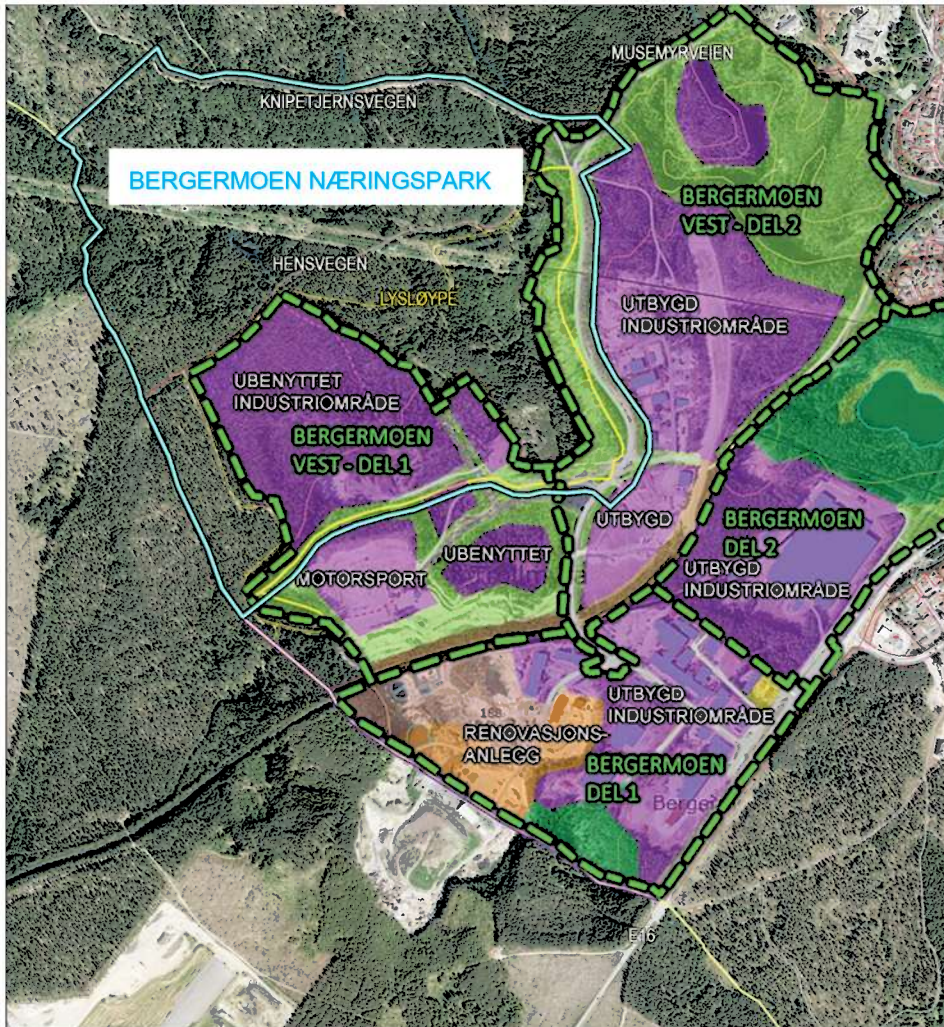 MUSEMYRVEIEN
KNIPETJERNSVEGEN
BERGERMOEN NÆRINGSPARK
BERGERMOEN
VEST - DEL 2
HENSVEGEN
LYSLØYPE
UTBYGD
INDUSTRIOMRÅDE
UBENYTTET
INDUSTRIOMRÅDE
BERGERMOEN
VEST - DEL 1
UTBYGD
BERGERMOEN
DEL 2
UBENYTTET
UTBYGD
INDUSTRIOMRÅDE
MOTORSPORT
UTBYGD
INDUSTRIOMRÅDE
RENOVASJONS-
ANLEGG
BERGERMOEN
DEL 1
E16